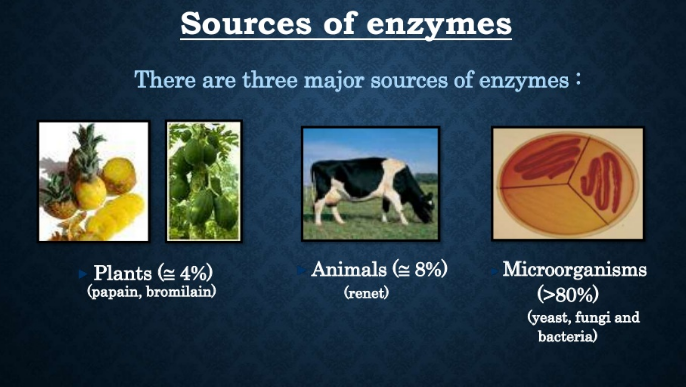 Sources of enzymes
There are three major sources of enzymes :
Plants (≅ 4%)
(papain, bromilain)
Animals (≅ 8%)
(renet)
Microorganisms
(>80%)
(yeast, fungi and
bacteria)